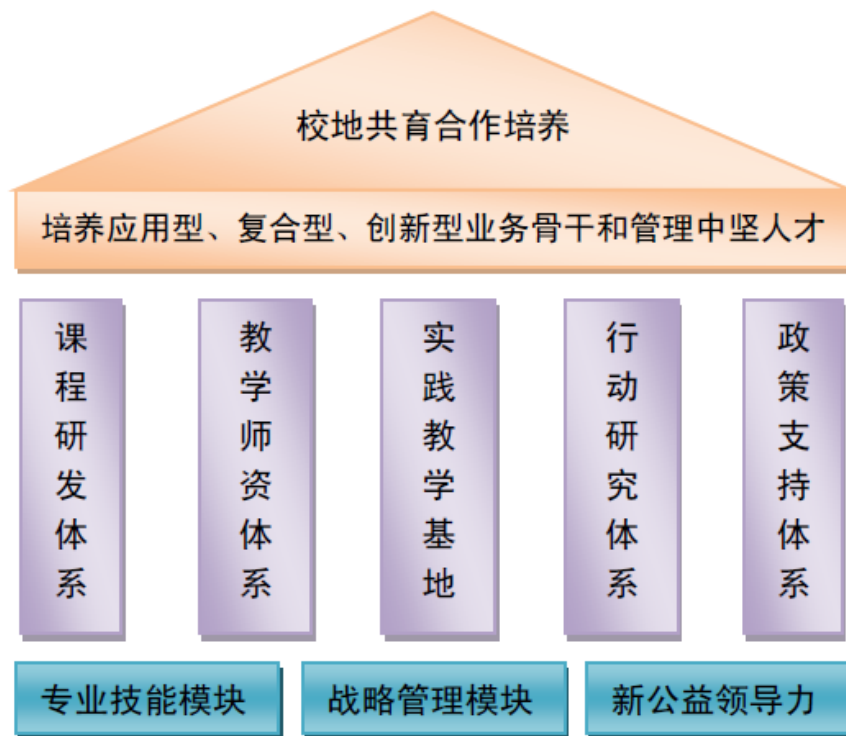 校地共育合作培养
培养应用型、复合型、创新型业务骨干和管理中坚人才
课程研发体系
教学师资体系
实践教学基地
行动研究体系
政策支持体系
专业技能模块
战略管理模块
新公益领导力